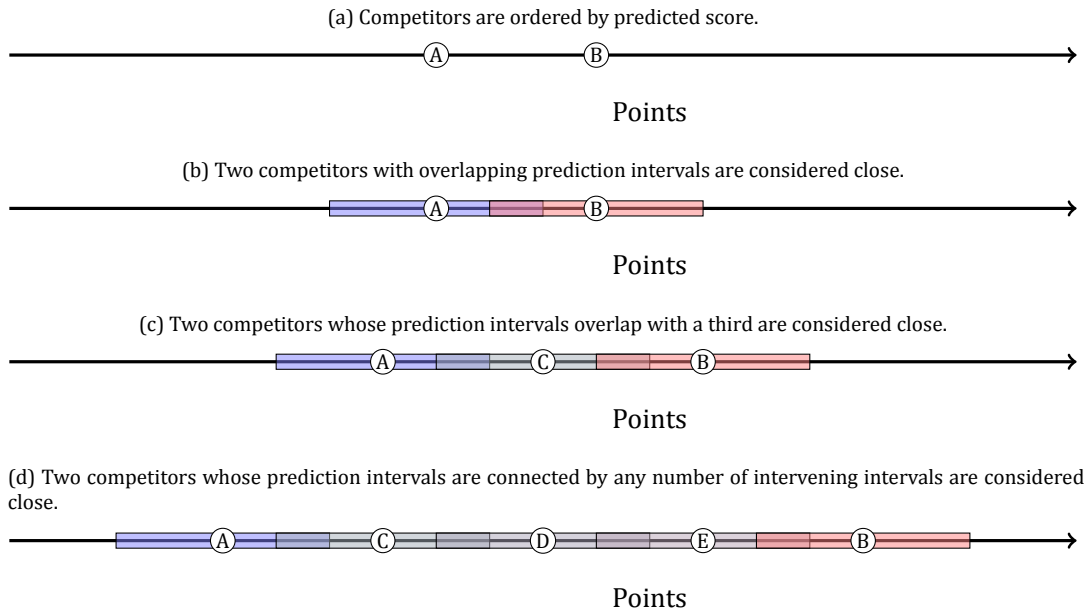 (a) Competitors are ordered by predicted score.
A B
Points
(b) Two competitors with overlapping prediction intervals are considered close.
A B
Points
(c) Two competitors whose prediction intervals overlap with a third are considered close.
A C B
Points
(d) Two competitors whose prediction intervals are connected by any number of intervening intervals are considered
close.
A C D E B
Points